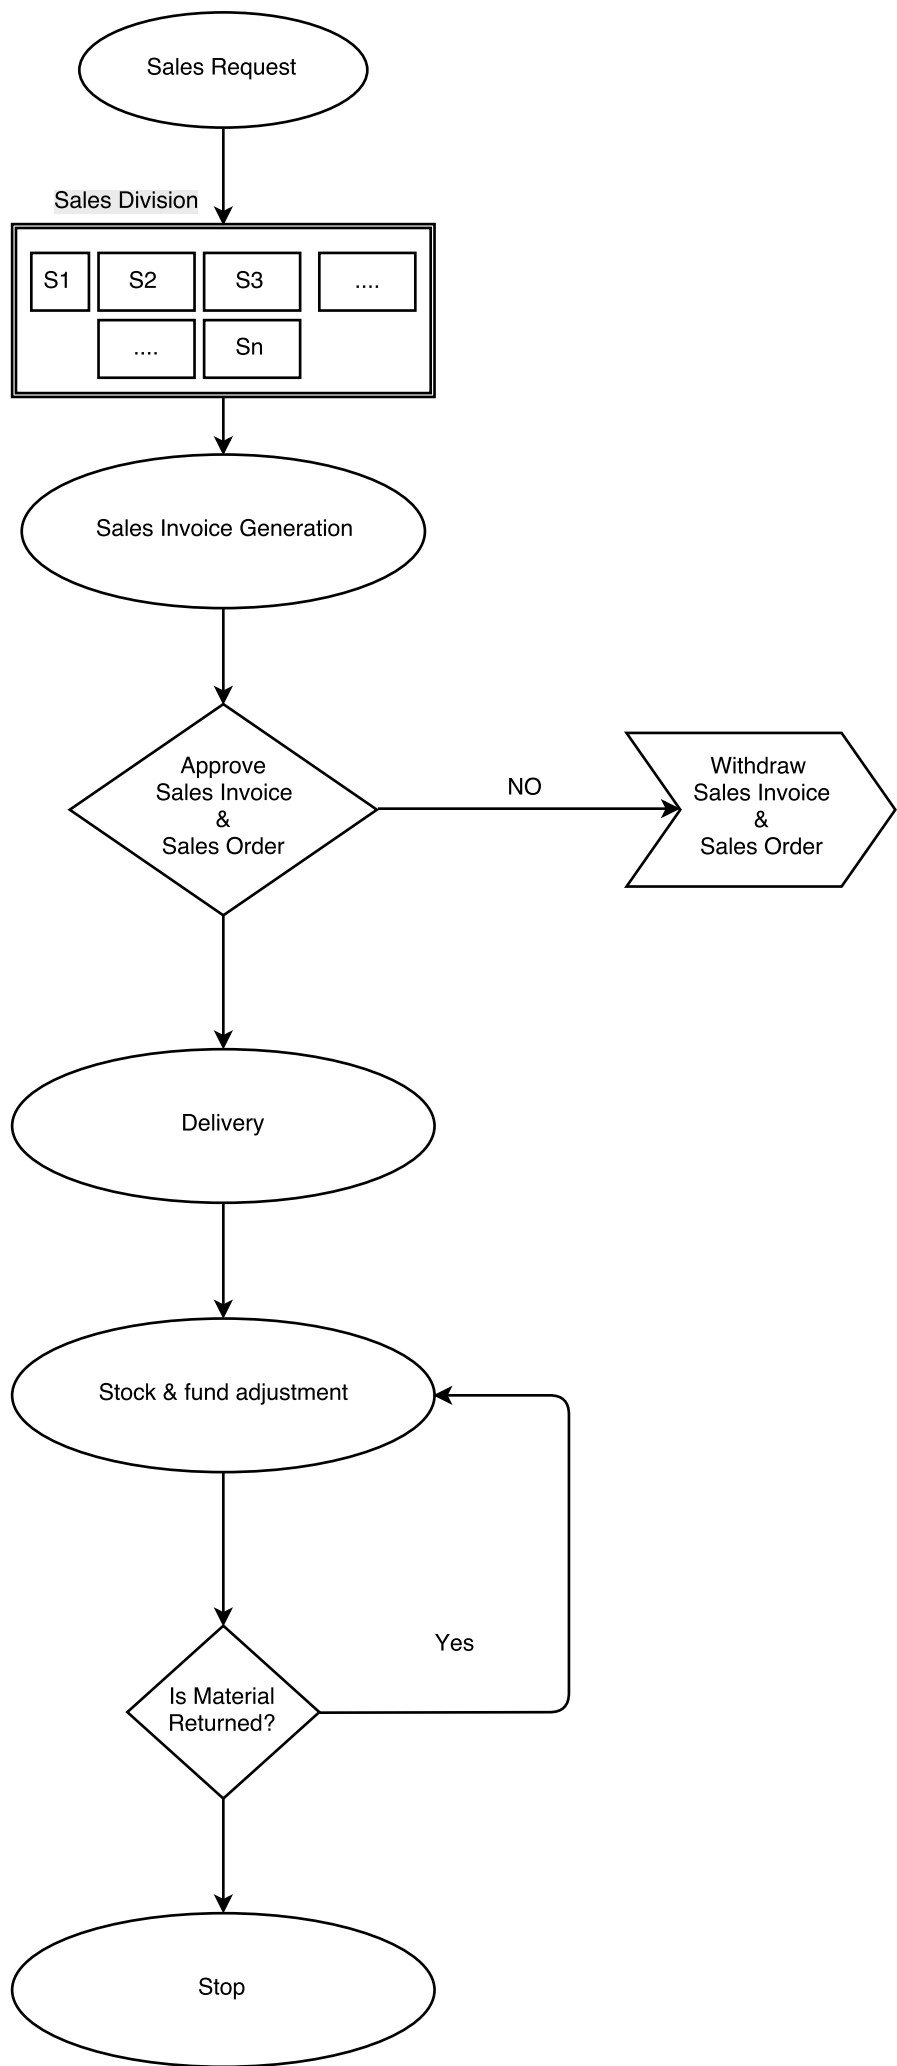 Sales Request
Sales Division
S1
S2
S3
....
....
Sn
Sales Invoice Generation
Approve
Sales Invoice
&
Sales Order
NO
Withdraw
Sales Invoice
&
Sales Order
Delivery
Stock & fund adjustment
Yes
Is Material
Returned?
Stop